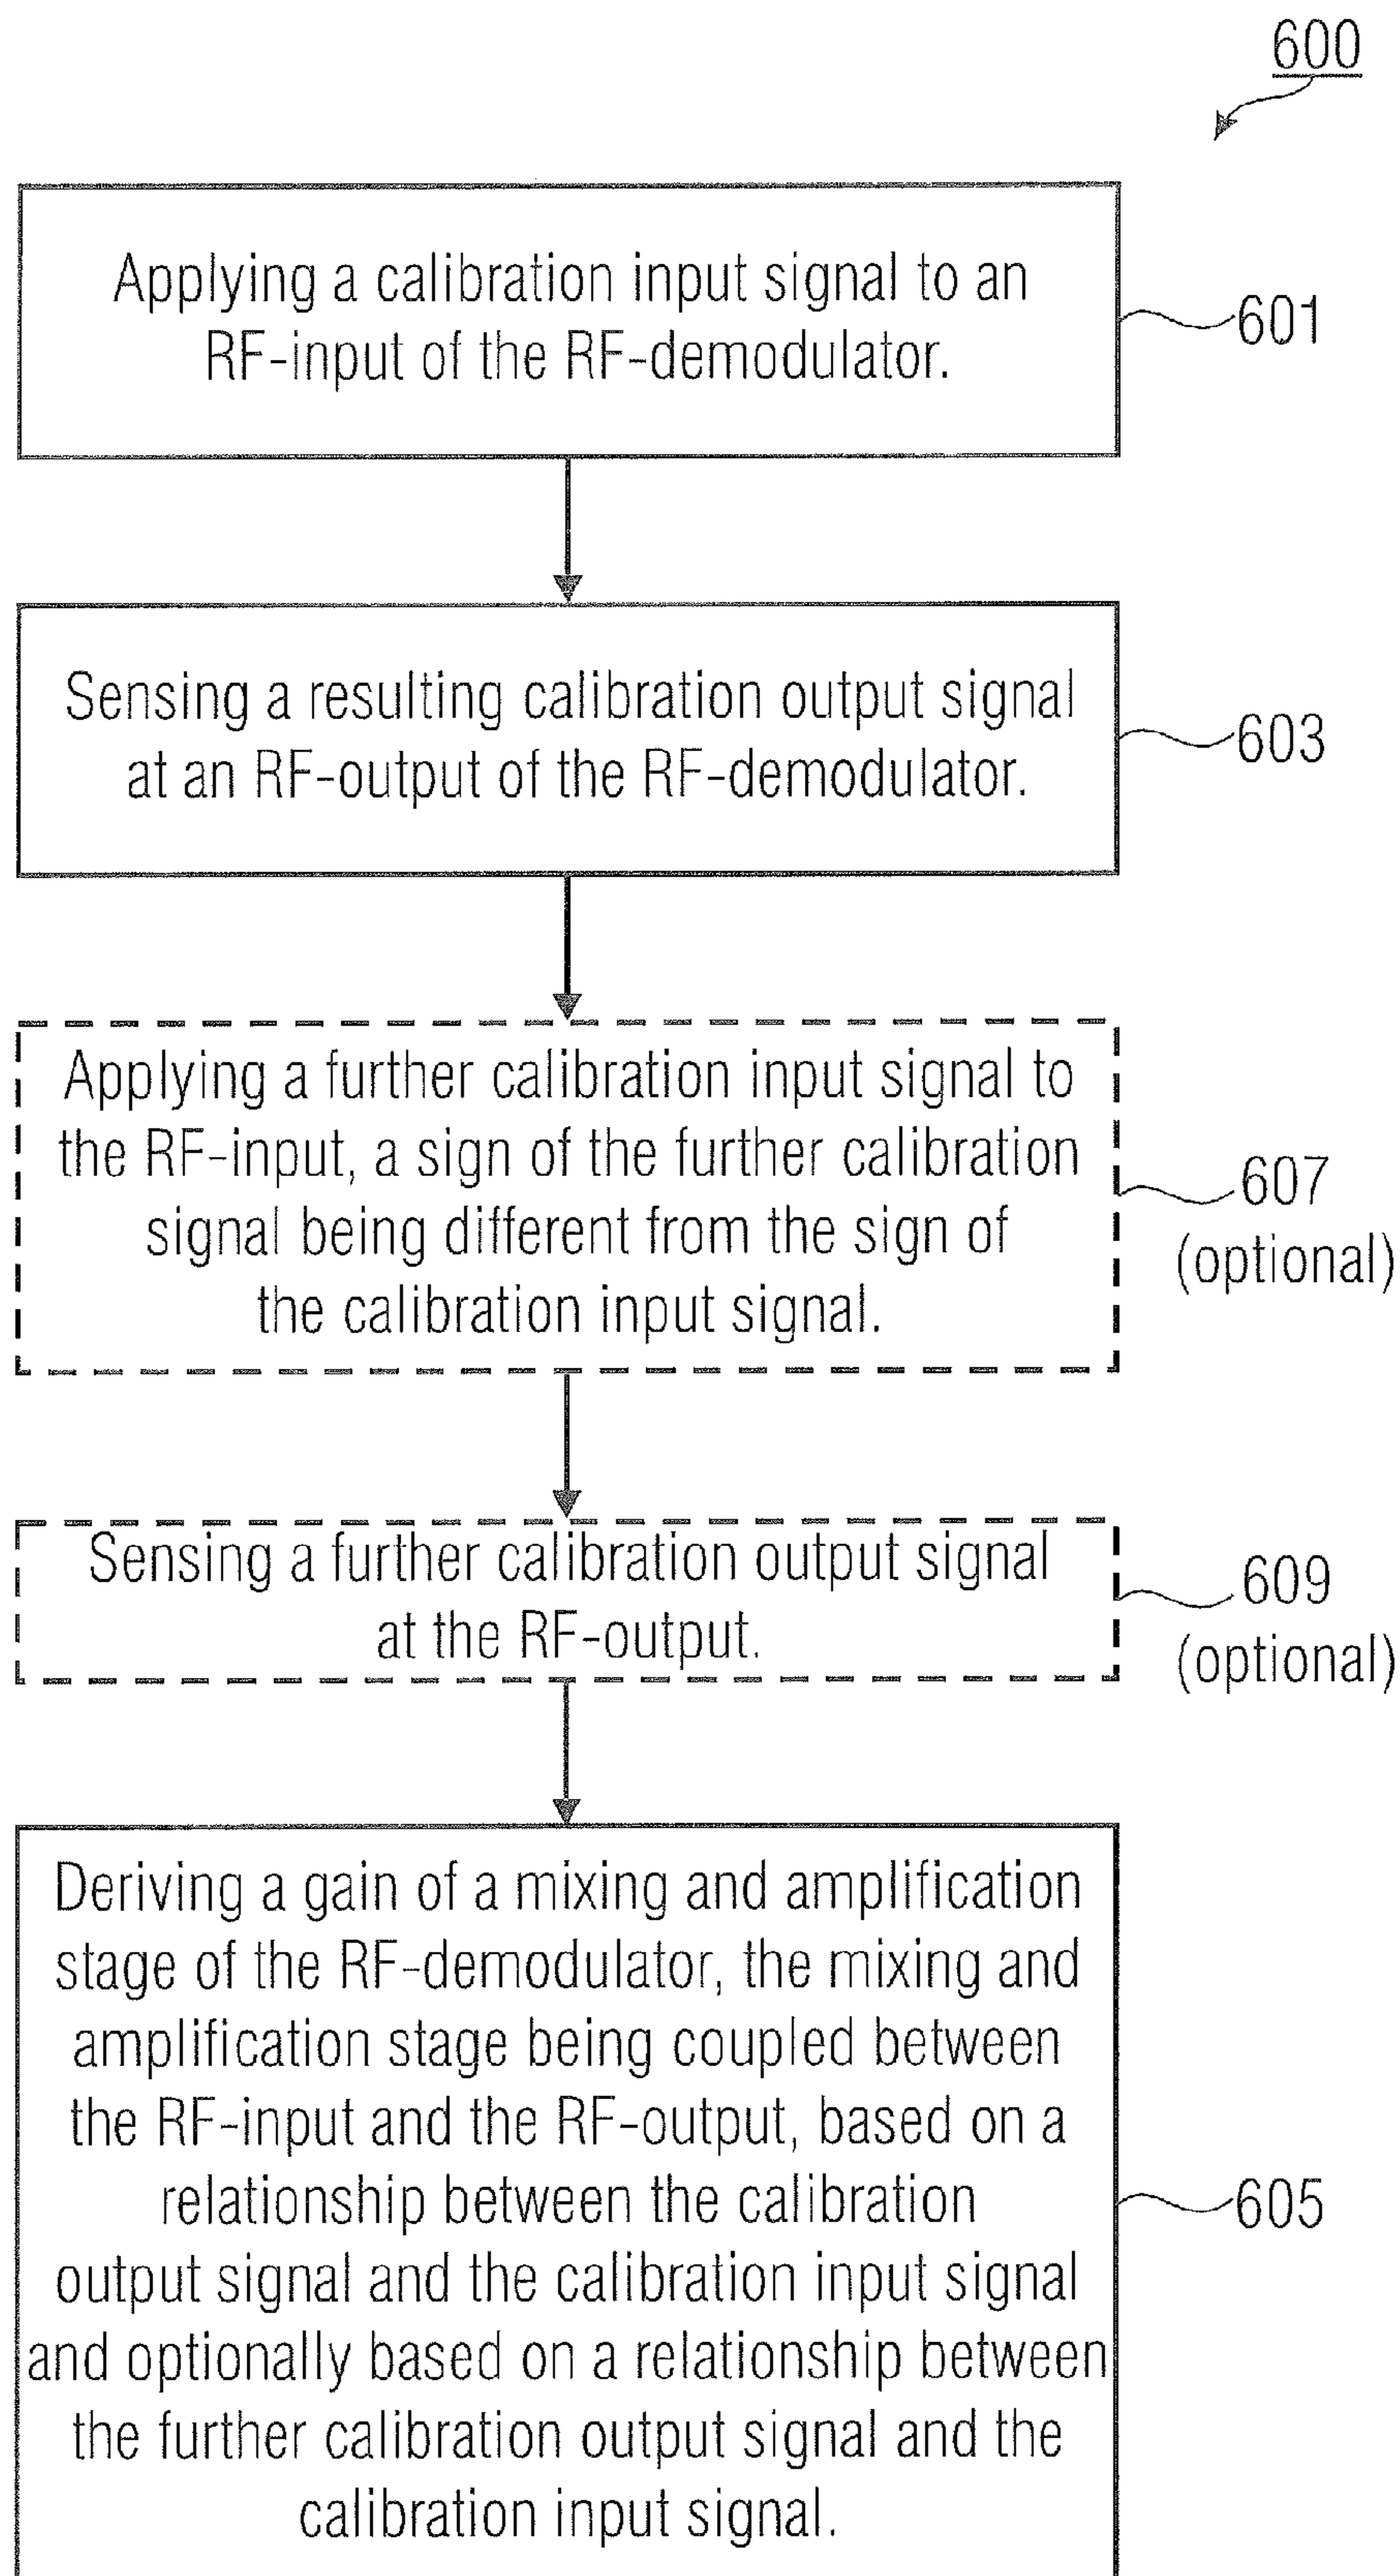 600
Applying a calibration input signal to an
RF-input of the RF-demodulator.
601
Sensing a resulting calibration output signal
at an RF-output of the RF-demodulator.
603
Applying a further calibration input signal to
the RF-input, a sign of the further calibration
signal being different from the sign of
the calibration input signal.
607
(optional)
Sensing a further calibration output signal
at the RF-output.
609
(optional)
Deriving a gain of a mixing and amplification
stage of the RF-demodulator, the mixing and
amplification stage being coupled between
the RF-input and the RF-output, based on a
relationship between the calibration
output signal and the calibration input signal
and optionally based on a relationship between
the further calibration output signal and the
calibration input signal.
605